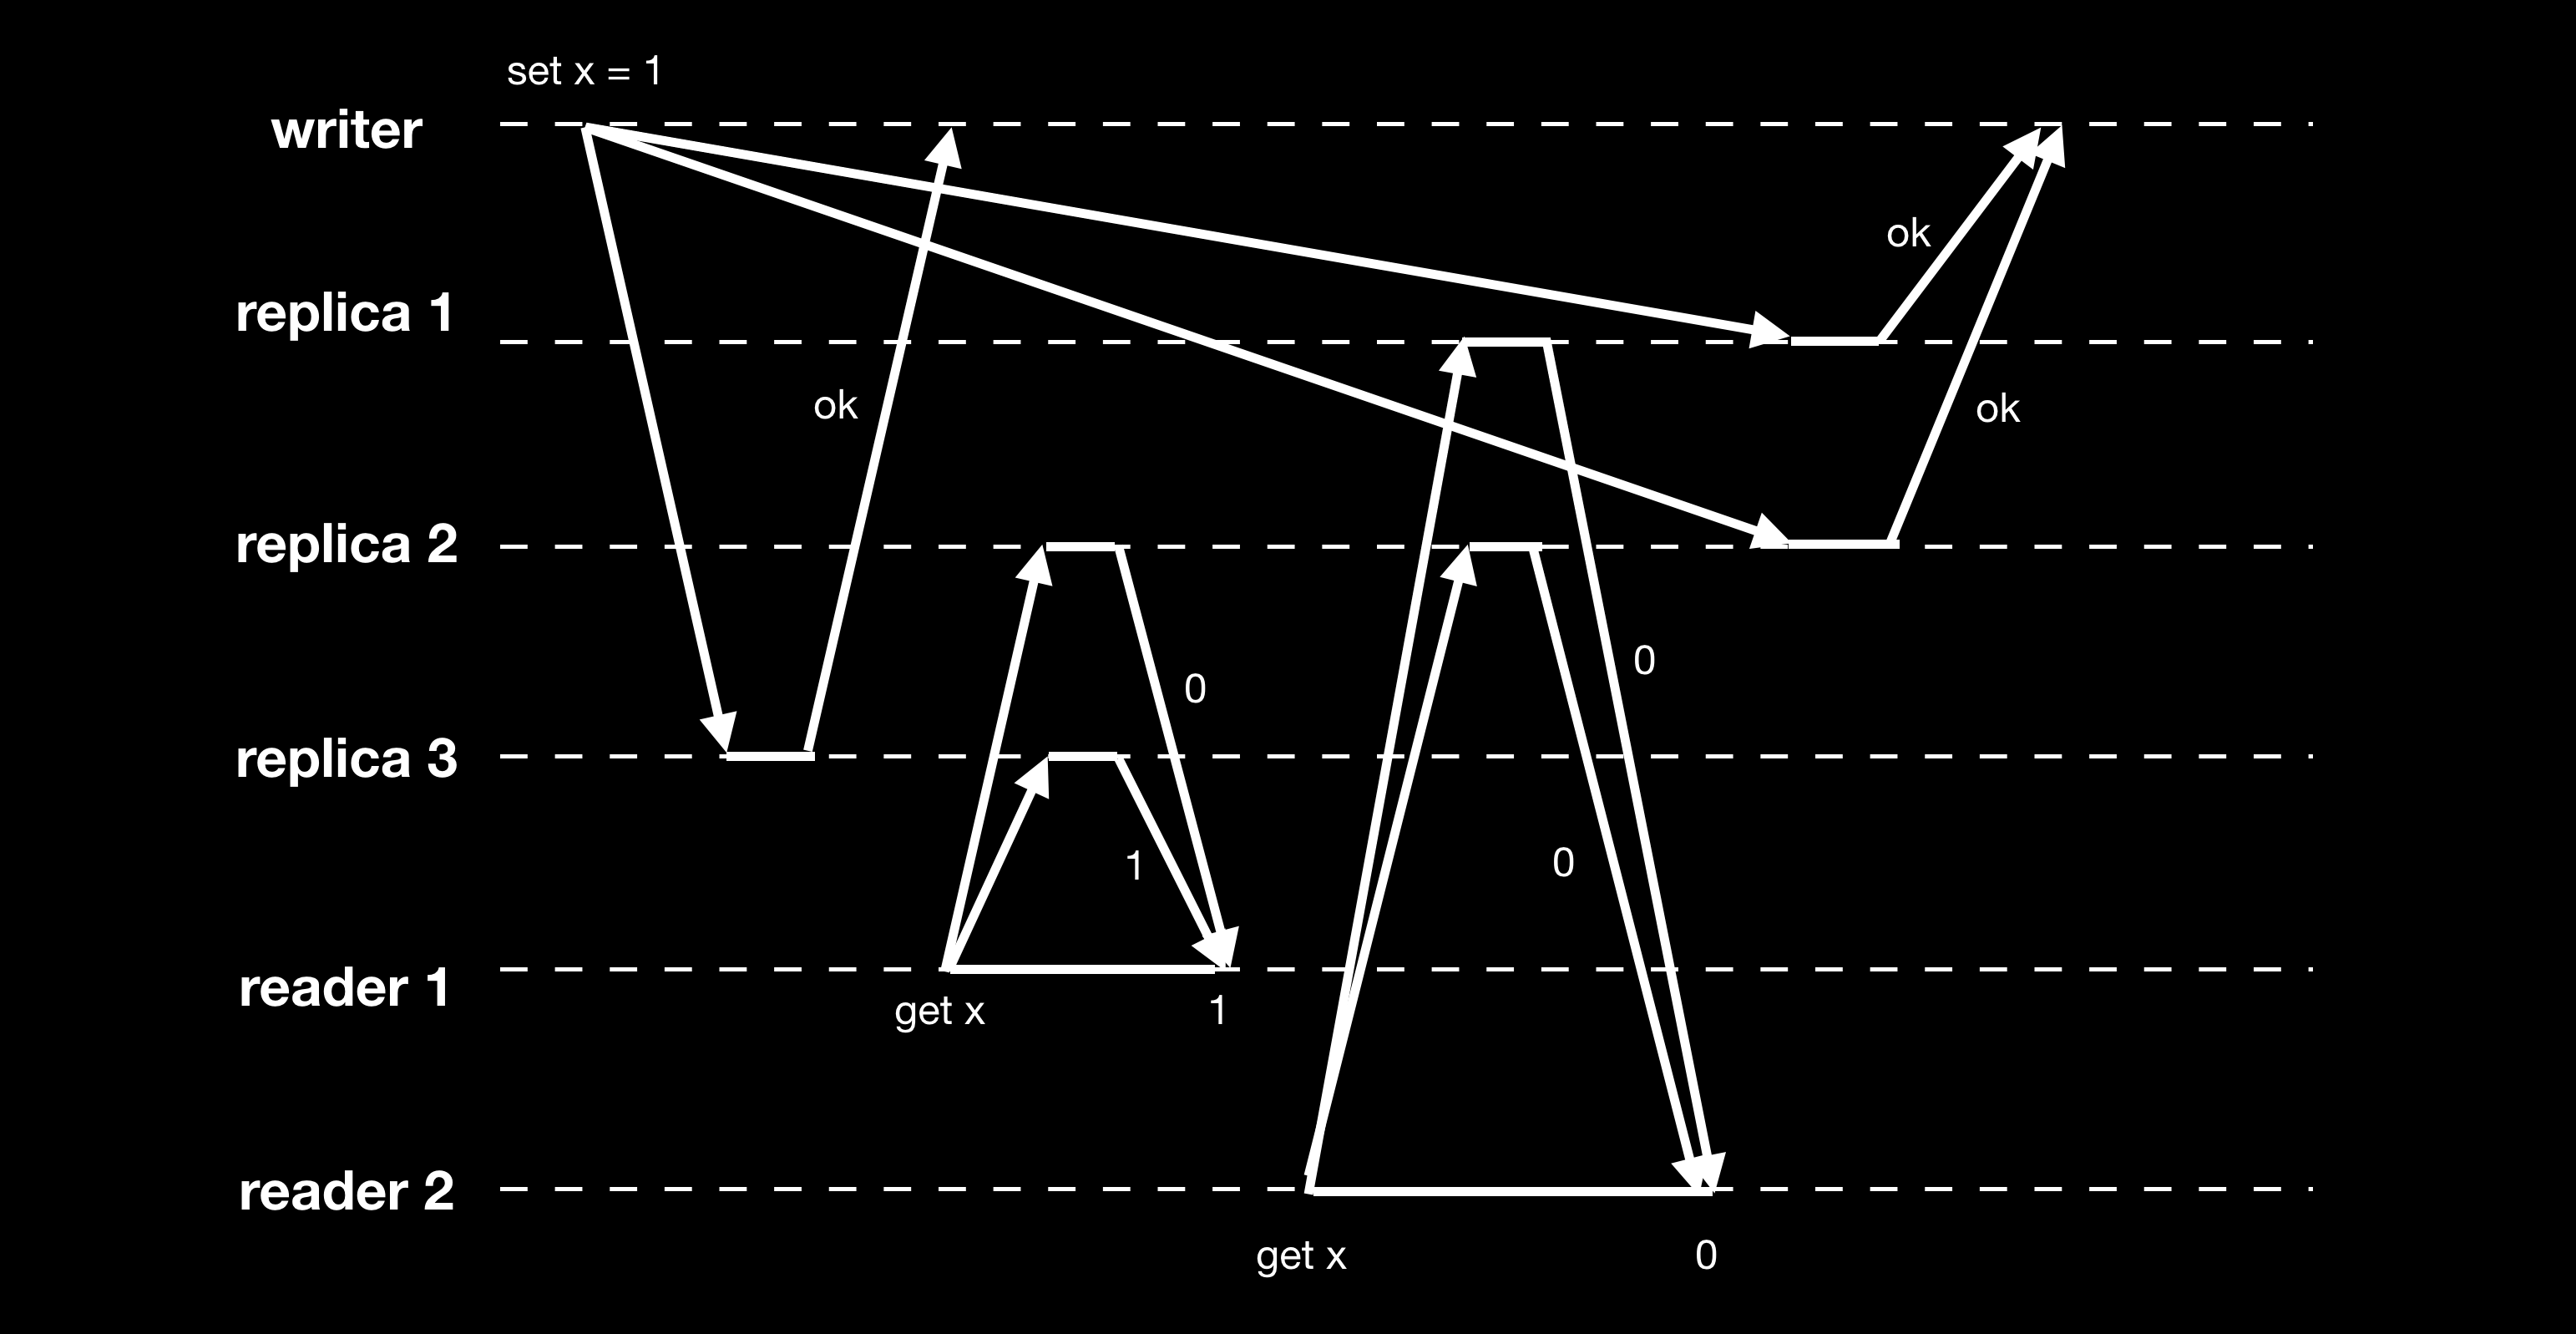 set x = 1
writer
ok
replica 1
ok
ok
replica 2
0
0
replica 3
1
0
reader 1
get x
1
reader 2
get x
0